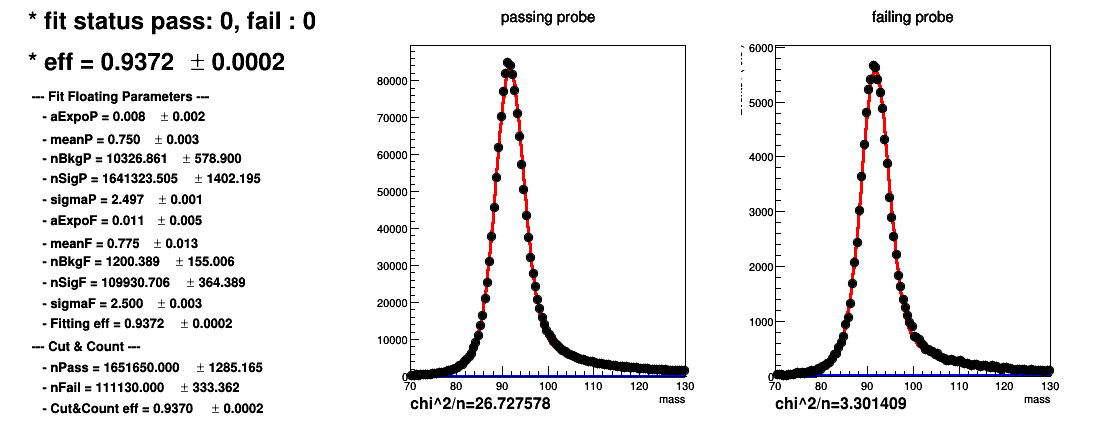 * fit status pass: 0, fail : 0
* eff = 0.9372 ± 0.0002
--- Fit Floating Parameters ---
- aExpoP = 0.008 ± 0.002
- meanP = 0.750 ± 0.003
- nBkgP = 10326.861 ± 578.900
- nSigP = 1641323.505 ± 1402.195
- sigmaP = 2.497 ± 0.001
- aExpoF = 0.011 ± 0.005
- meanF = 0.775 ± 0.013
- nBkgF = 1200.389 ± 155.006
- nSigF = 109930.706 ± 364.389
- sigmaF = 2.500 ± 0.003
- Fitting eff = 0.9372 ± 0.0002
--- Cut & Count ---
- nPass = 1651650.000 ± 1285.165
- nFail = 111130.000 ± 333.362
- Cut&Count eff = 0.9370 ± 0.0002
passing probe
80000
70000
60000
50000
40000
30000
20000
10000
0
70 80 90 100 110 120 130
mass
chi^2/n=26.727578
failing probe
6000
5000
4000
3000
2000
1000
0
70 80 90 100 110 120 130
mass
chi^2/n=3.301409